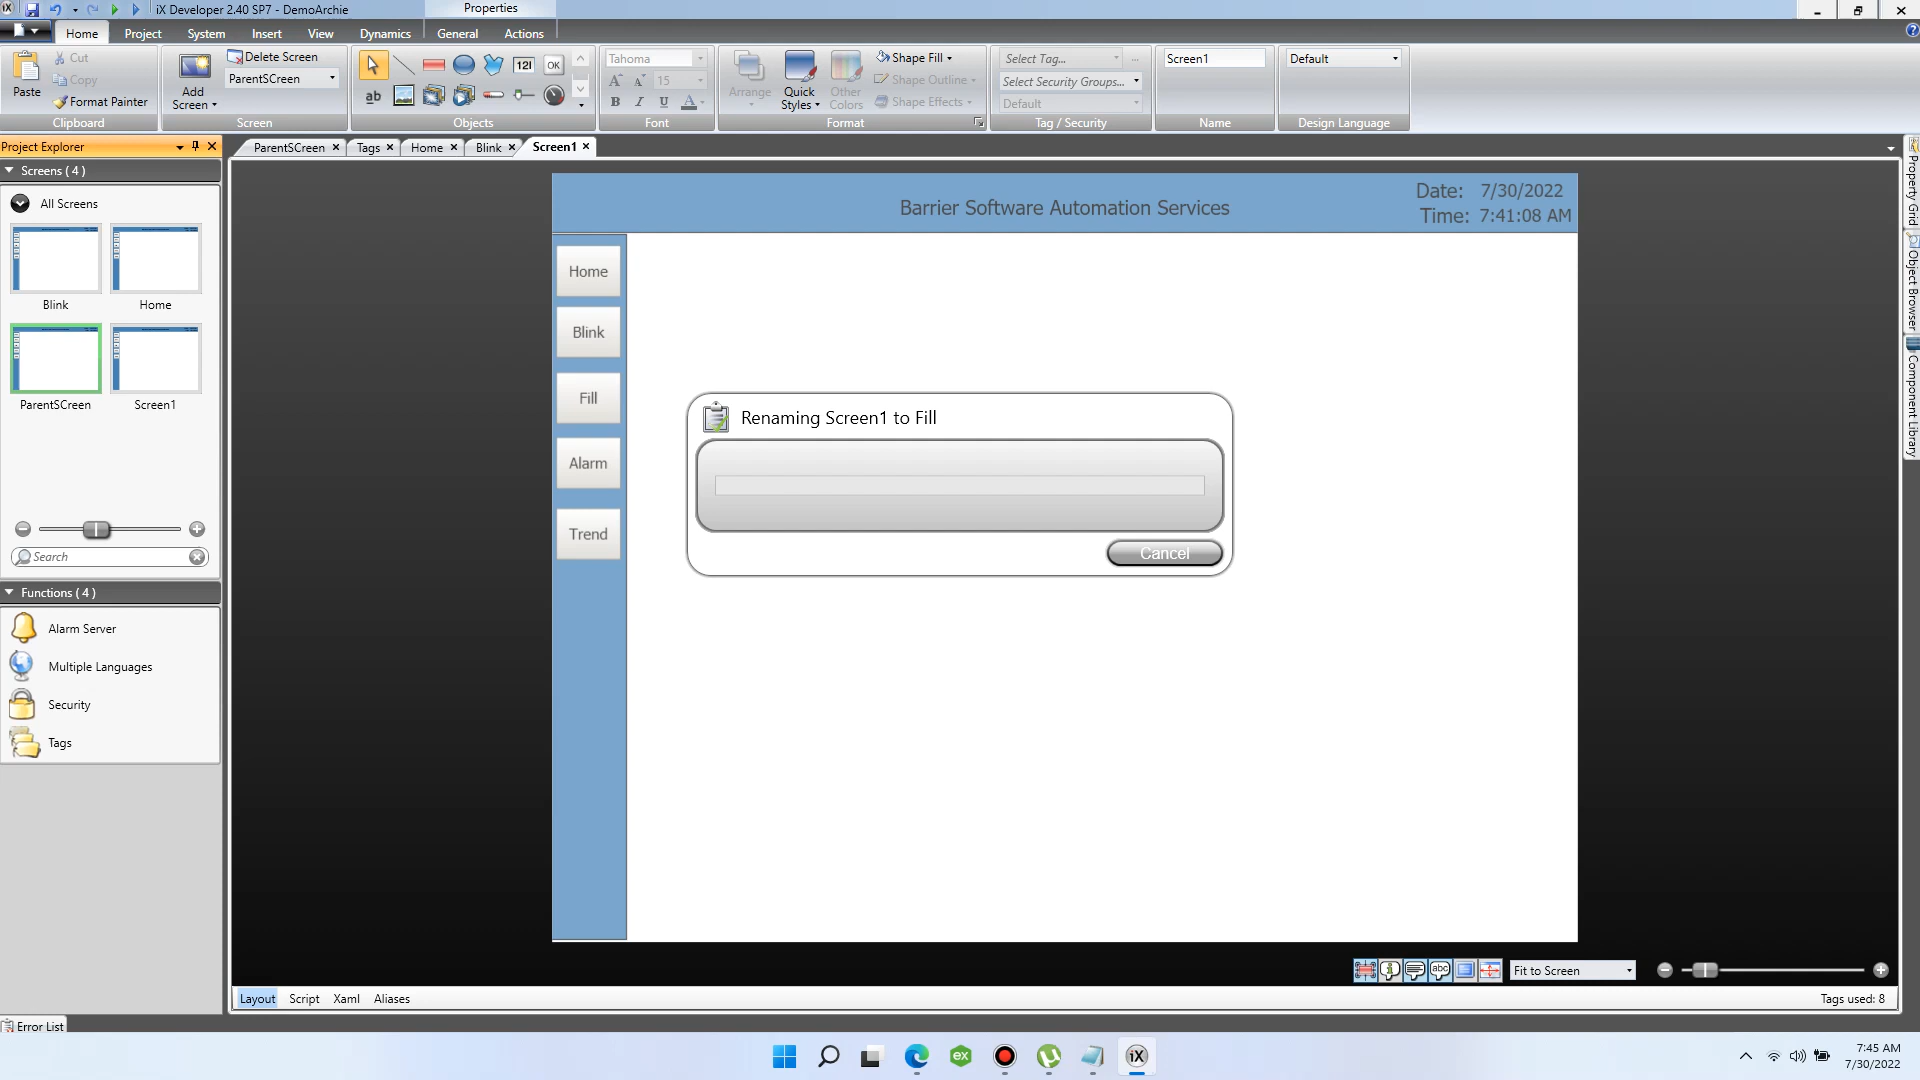 iX Developer 2.40 SP7 - DemoArchie
Properties
Home
Project
System
Insert
View
Dynamics
General
Actions
Paste
Cut
Copy
Format Painter
Clipboard
Add
Screen
Delete Screen
ParentSCreen
Screen
121
OK
ab
Objects
Tahoma
A
A
15
B
I
U
A
Font
Arrange
Quick
Styles
Other
Colors
Shape Fill
Shape Outline
Shape Effects
Format
Select Tag...
...
Select Security Groups...
Default
Tag / Security
Screen1
Name
Default
Design Language
Project Explorer
Screens ( 4 )
All Screens
Blink
Home
ParentSCreen
Screen1
Search
Functions ( 4 )
Alarm Server
Multiple Languages
Security
Tags
ParentSCreen
Tags
Home
Blink
Screen1
Barrier Software Automation Services
Date: 7/30/2022
Time: 7:41:08 AM
Home
Blink
Fill
Alarm
Trend
Renaming Screen1 to Fill
Cancel
Property Grid
Object Browser
Component Library
abc
Fit to Screen
Layout
Script
Xaml
Aliases
Tags used: 8
Error List
ex
iX
7:45 AM
7/30/2022